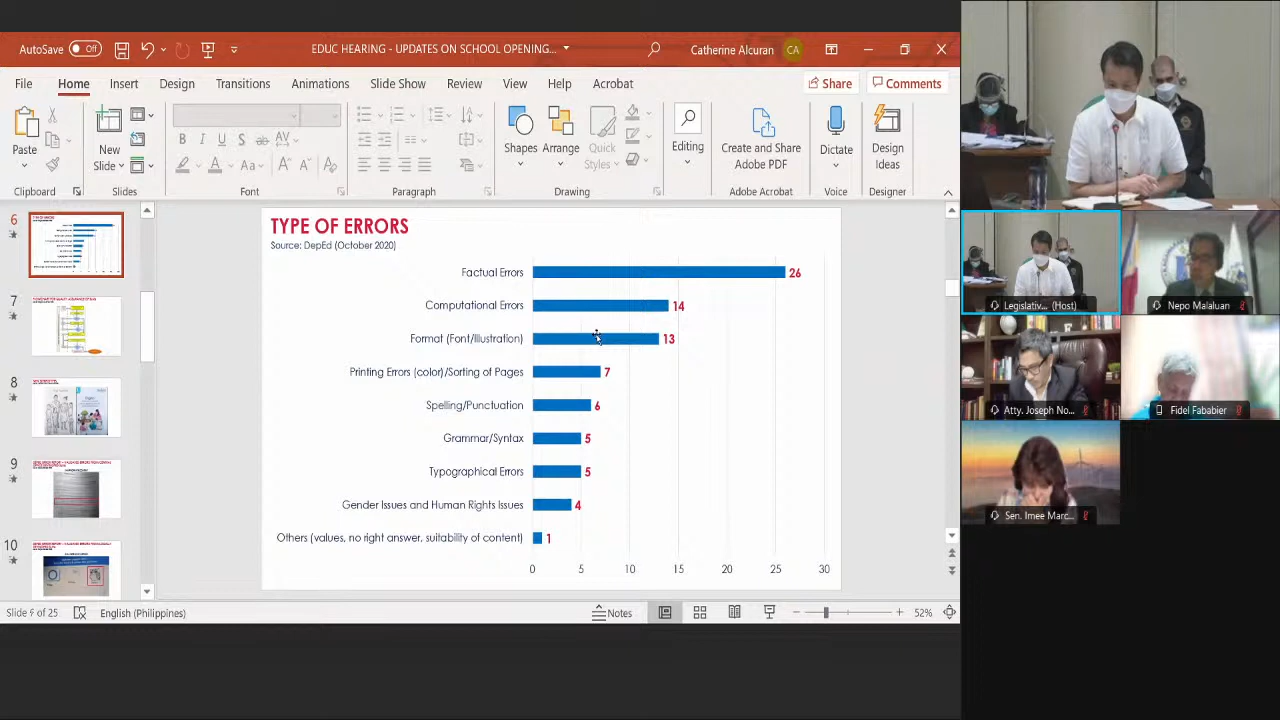 AutoSave Off
EDUC HEARING - UPDATES ON SCHOOL OPENING...
Catherine Alcuran CA
File Home Insert Design Transitions Animations Slide Show Review View Help Acrobat Share Comments
Paste
New
Slide
Shapes
Arrange
Quick
Styles
Editing
Create and Share
Adobe PDF
Dictate
Design
Ideas
Clipboard Slides Font Paragraph Drawing Adobe Acrobat Voice Designer
6
7
8
9
10
TYPE OF ERRORS
Source: DepEd (October 2020)
Factual Errors 26
Computational Errors 14
Format (Font/Illustration) 13
Printing Errors (color)/Sorting of Pages 7
Spelling/Punctuation 6
Grammar/Syntax 5
Typographical Errors 5
Gender Issues and Human Rights Issues 4
Others (values, no right answer, suitability of content) 1
0 5 10 15 20 25 30
English (Philippines)
Notes
52%
Legislativ... (Host)
Nepo Malaluan
Atty. Joseph No...
Fidel Fababier
Sen. Imee Marc...